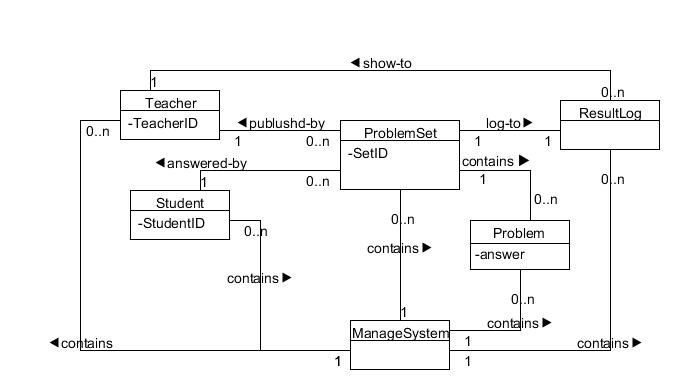 ◄ show-to
1
0..n
Teacher
-TeacherID
0..n
◄ publushd-by
1
0..n
ProblemSet
-SetID
log-to ►
1
1
ResultLog
0..n
◄ answered-by
1
0..n
contains ►
1
0..n
Student
-StudentID
0..n
Problem
-answer
0..n
0..n
contains ►
contains ►
1
contains ►
ManageSystem
◄ contains
1
1
1
contains ►